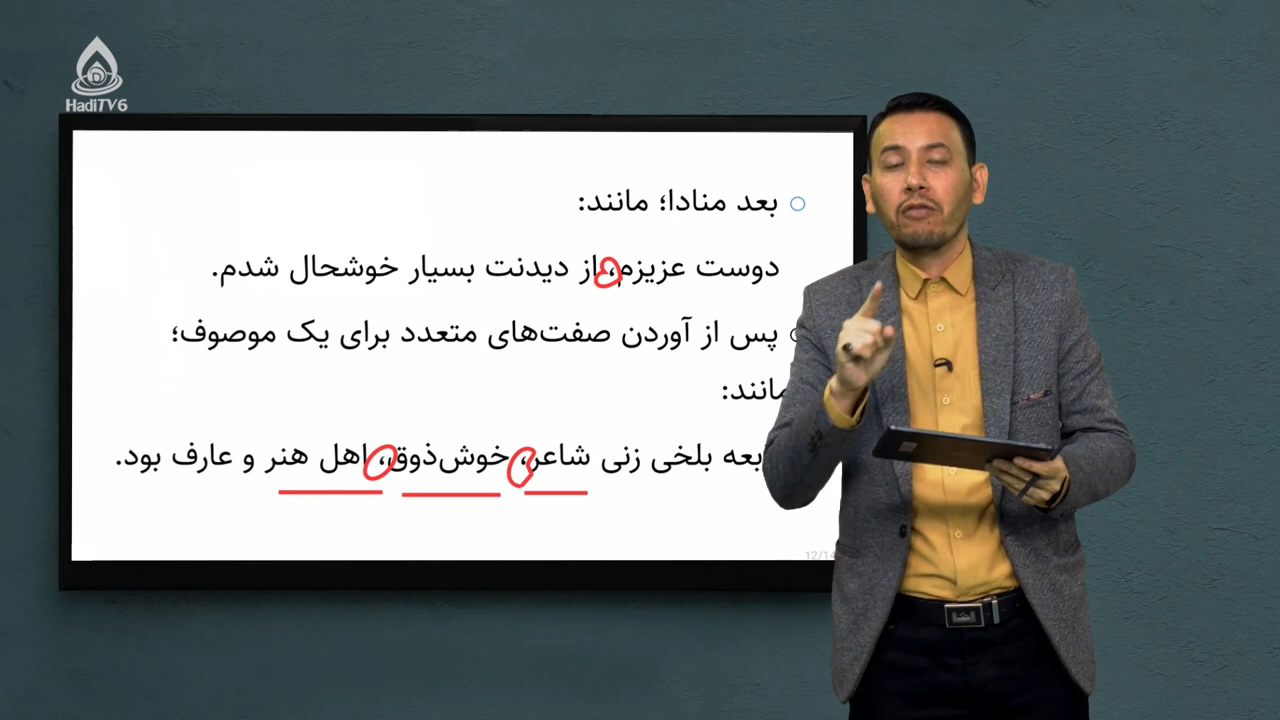 HadiTV6
بعد منادا؛ مانند:
دوست عزیزم، از دیدنت بسیار خوشحال شدم.
پس از آوردن صفت‌های متعدد برای یک موصوف؛
مانند:
بلخی زنی شاعر، خوش‌ذوق، اهل هنر و عارف بود.